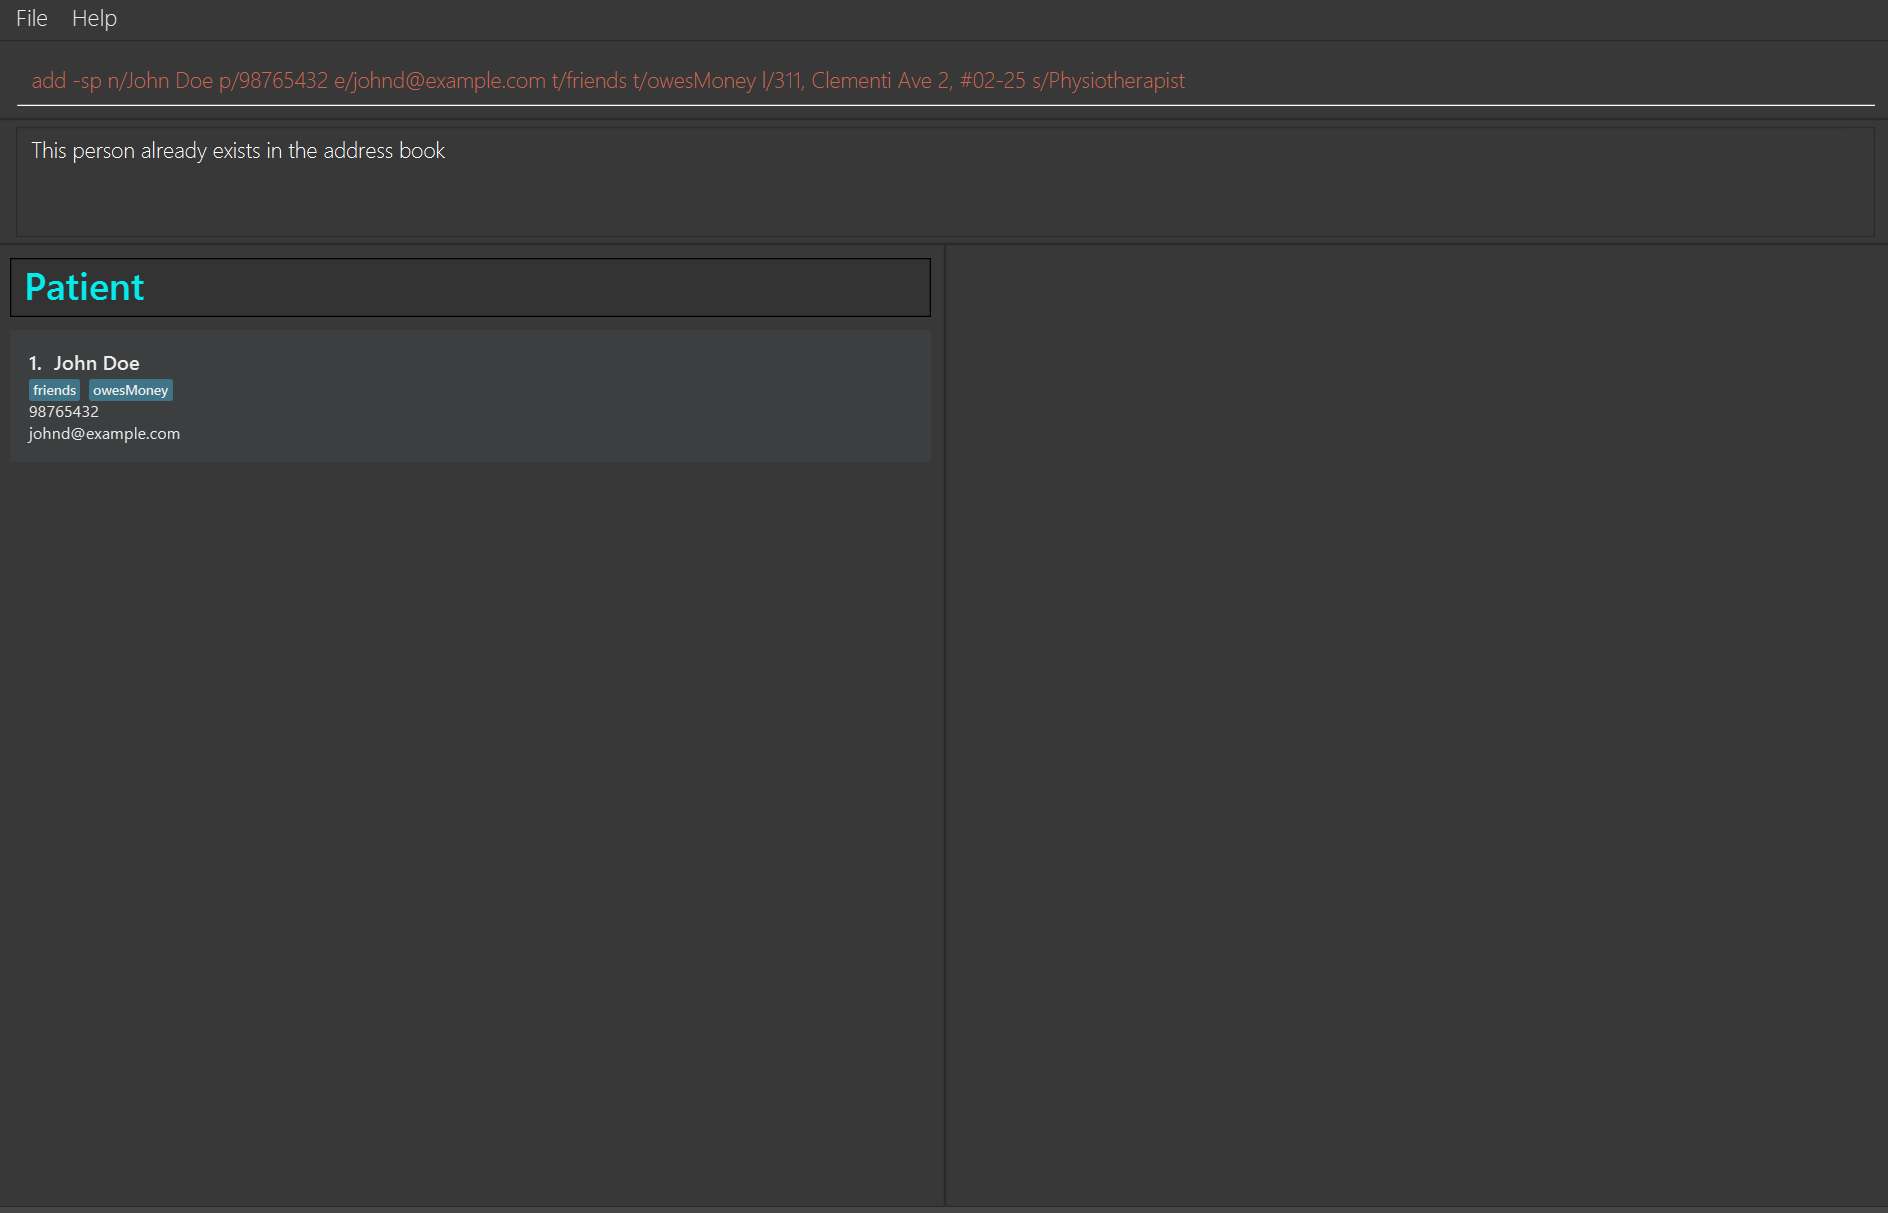 File Help
add -sp n/John Doe p/98765432 e/johnd@example.com t/friends t/owesMoney l/311, Clementi Ave 2, #02-25 s/Physiotherapist
This person already exists in the address book
Patient
1. John Doe
friends owesMoney
98765432
johnd@example.com